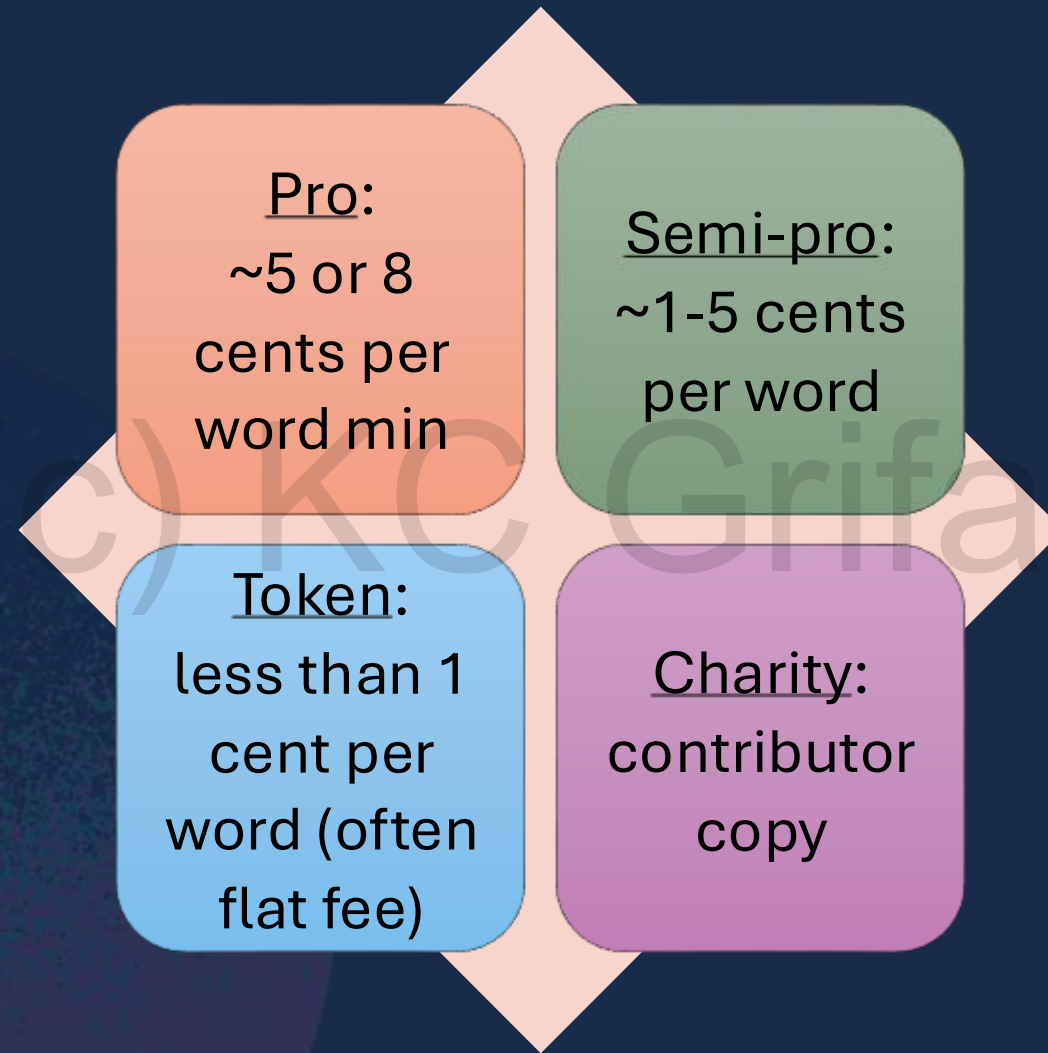 Pro:
~5 or 8
cents per
word min
Semi-pro:
~1-5 cents
per word
c) KC Grifa
Token:
less than 1
cent per
word (often
flat fee)
Charity:
contributor
copy